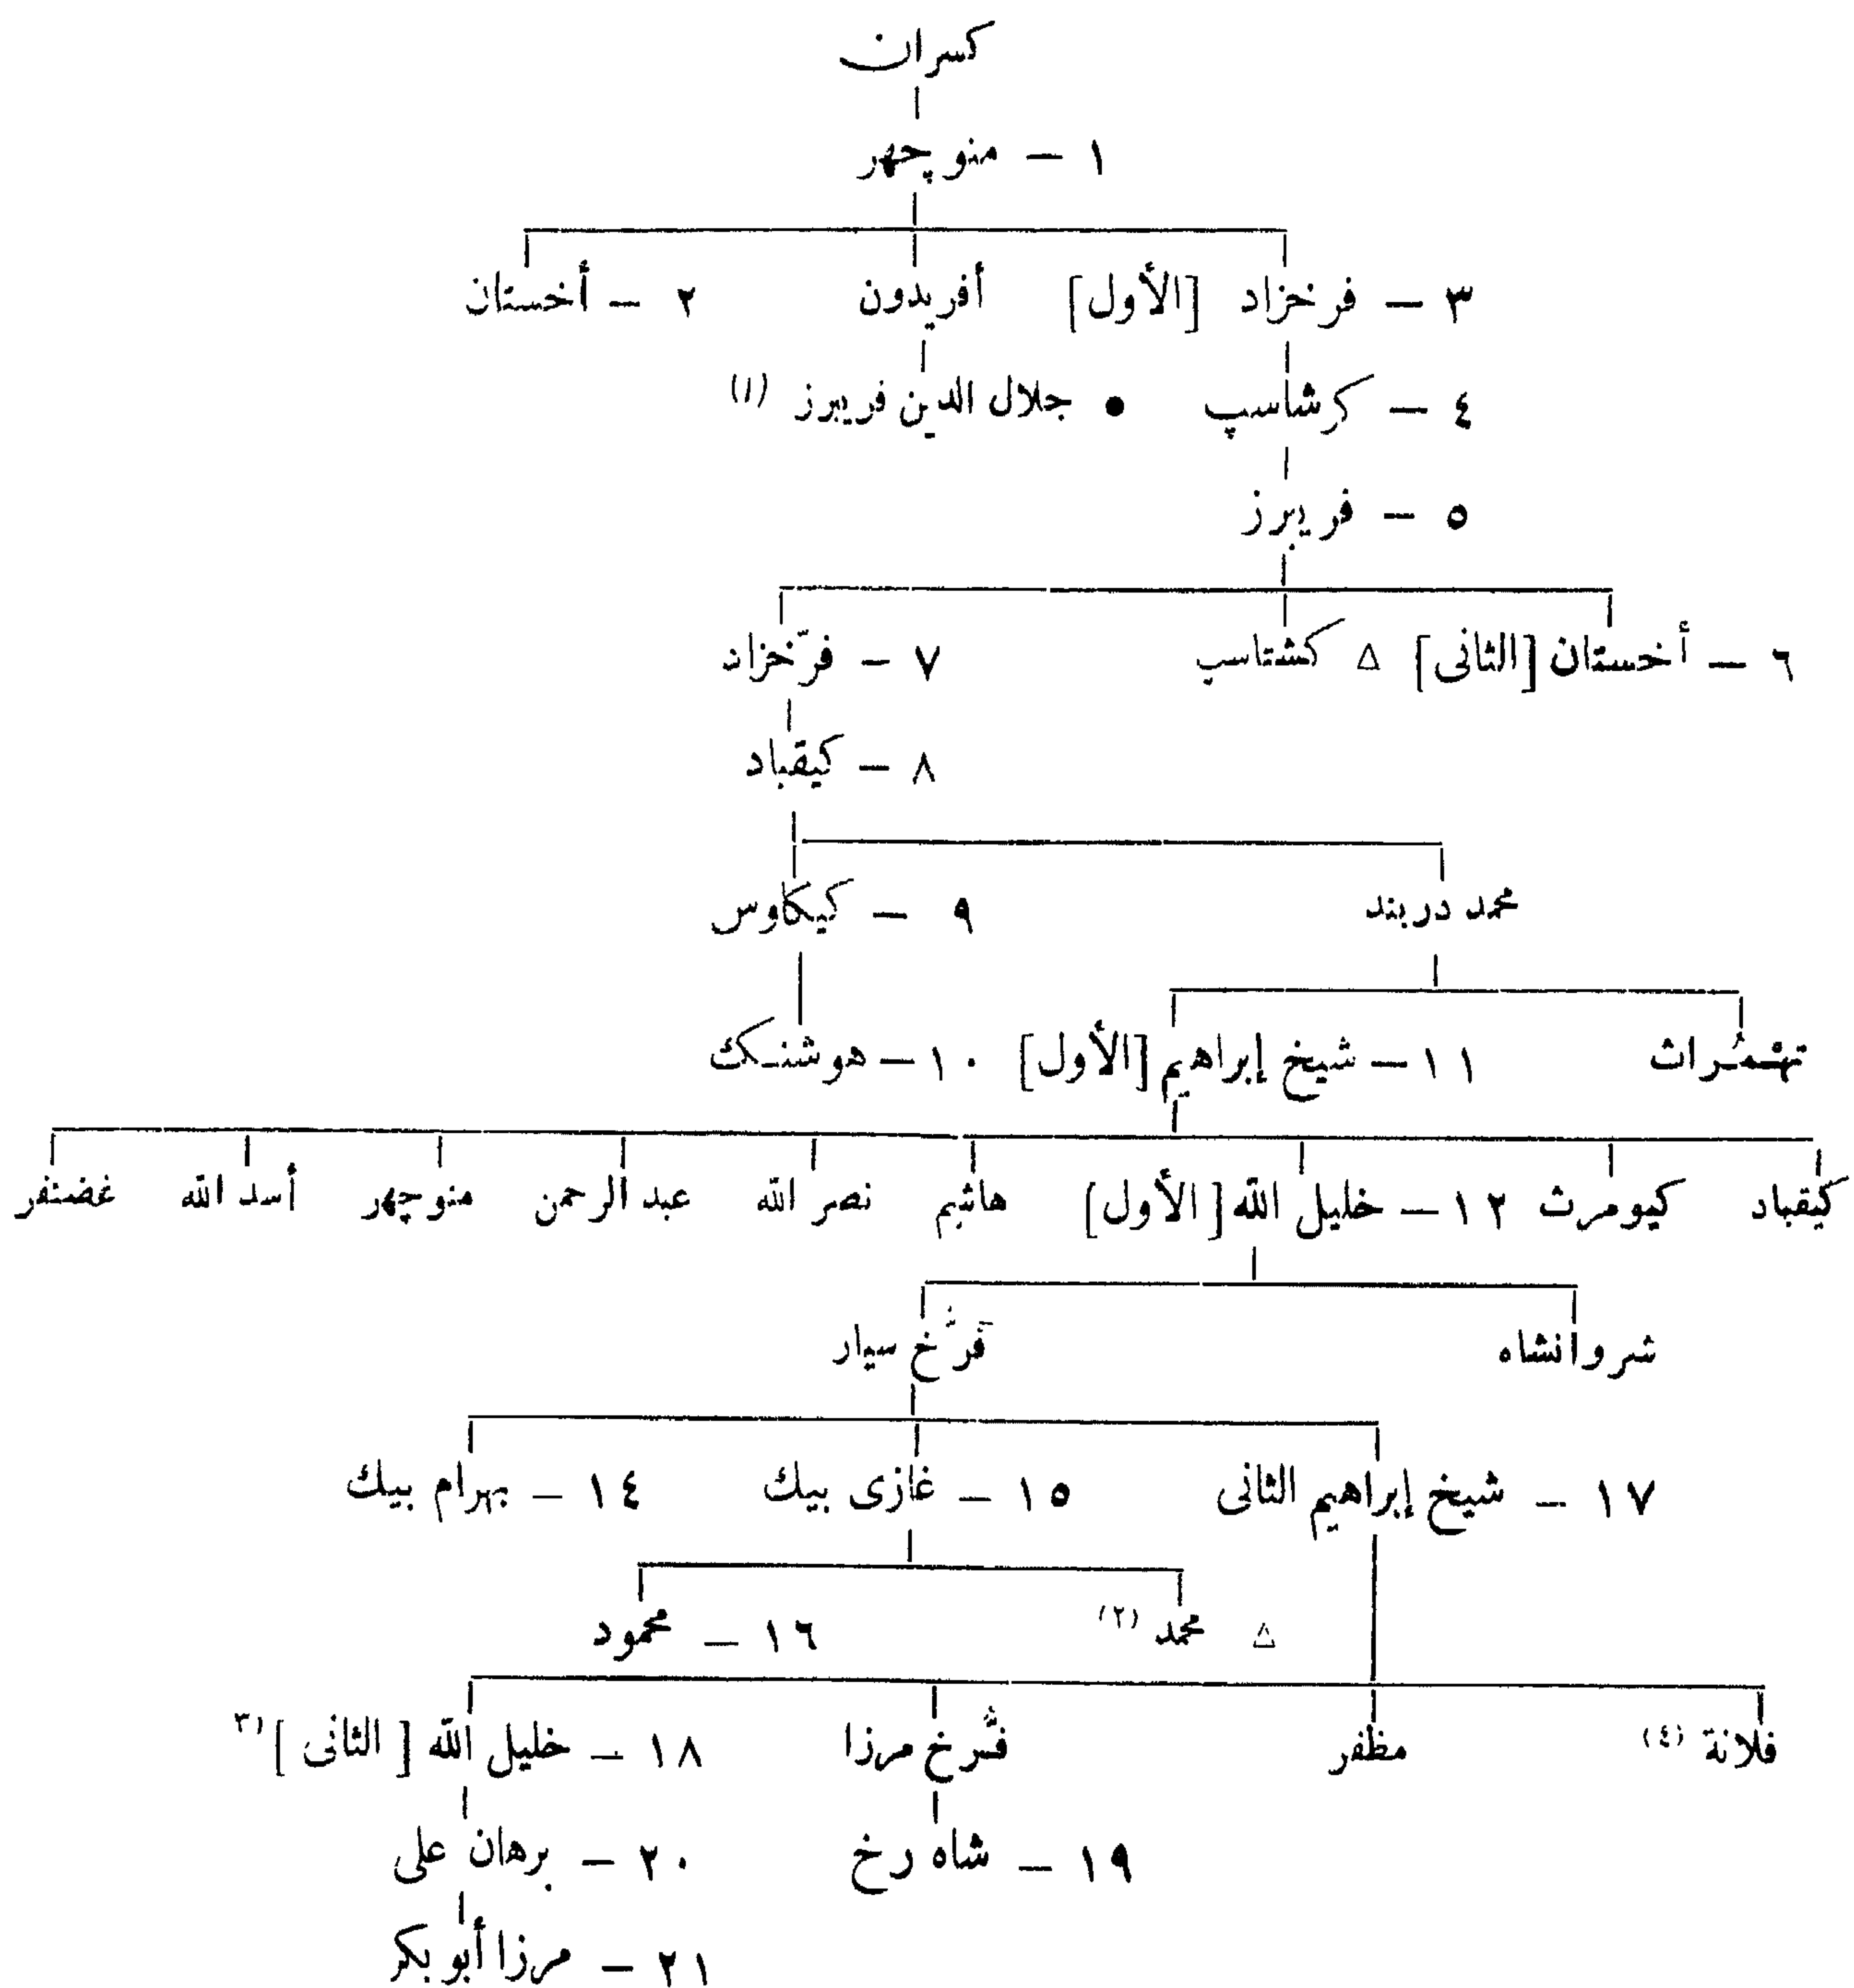 كسران
١ – منوچهر
٣ – فرخزاد [الأول] أفريدون ٢ – أخستان
٤ – كرشاسپ • جلال الدين فريبرز (١)
٥ – فريبرز
٦ – أخستان [الثانى] △ كشتاسب ٧ – فرّخزاد
٨ – كيقباد
محمد دربند ٩ – كيكاوس
تهْمُراث ١١ – شيخ إبراهيم [الأول] ١٠ – هوشنـكك
كيقباد كيومرث ١٢ – خليل الله [الأول] هاشم نصر الله عبد الرحمن منوچهر أسد الله غضنفر
شروانشاه فرَّخ سيار
١٧ – شيخ إبراهيم الثانى ١٥ – غازى بيك ١٤ – بهرام بيك
△ محمد (٢) ١٦ – محمود
فلانة (٤) مظفر فرُّخ مرزا ١٨ – خليل الله [الثانى] (٣
١٩ – شاه رخ ٢٠ – برهان على
٢١ – مرزا أبو بكر